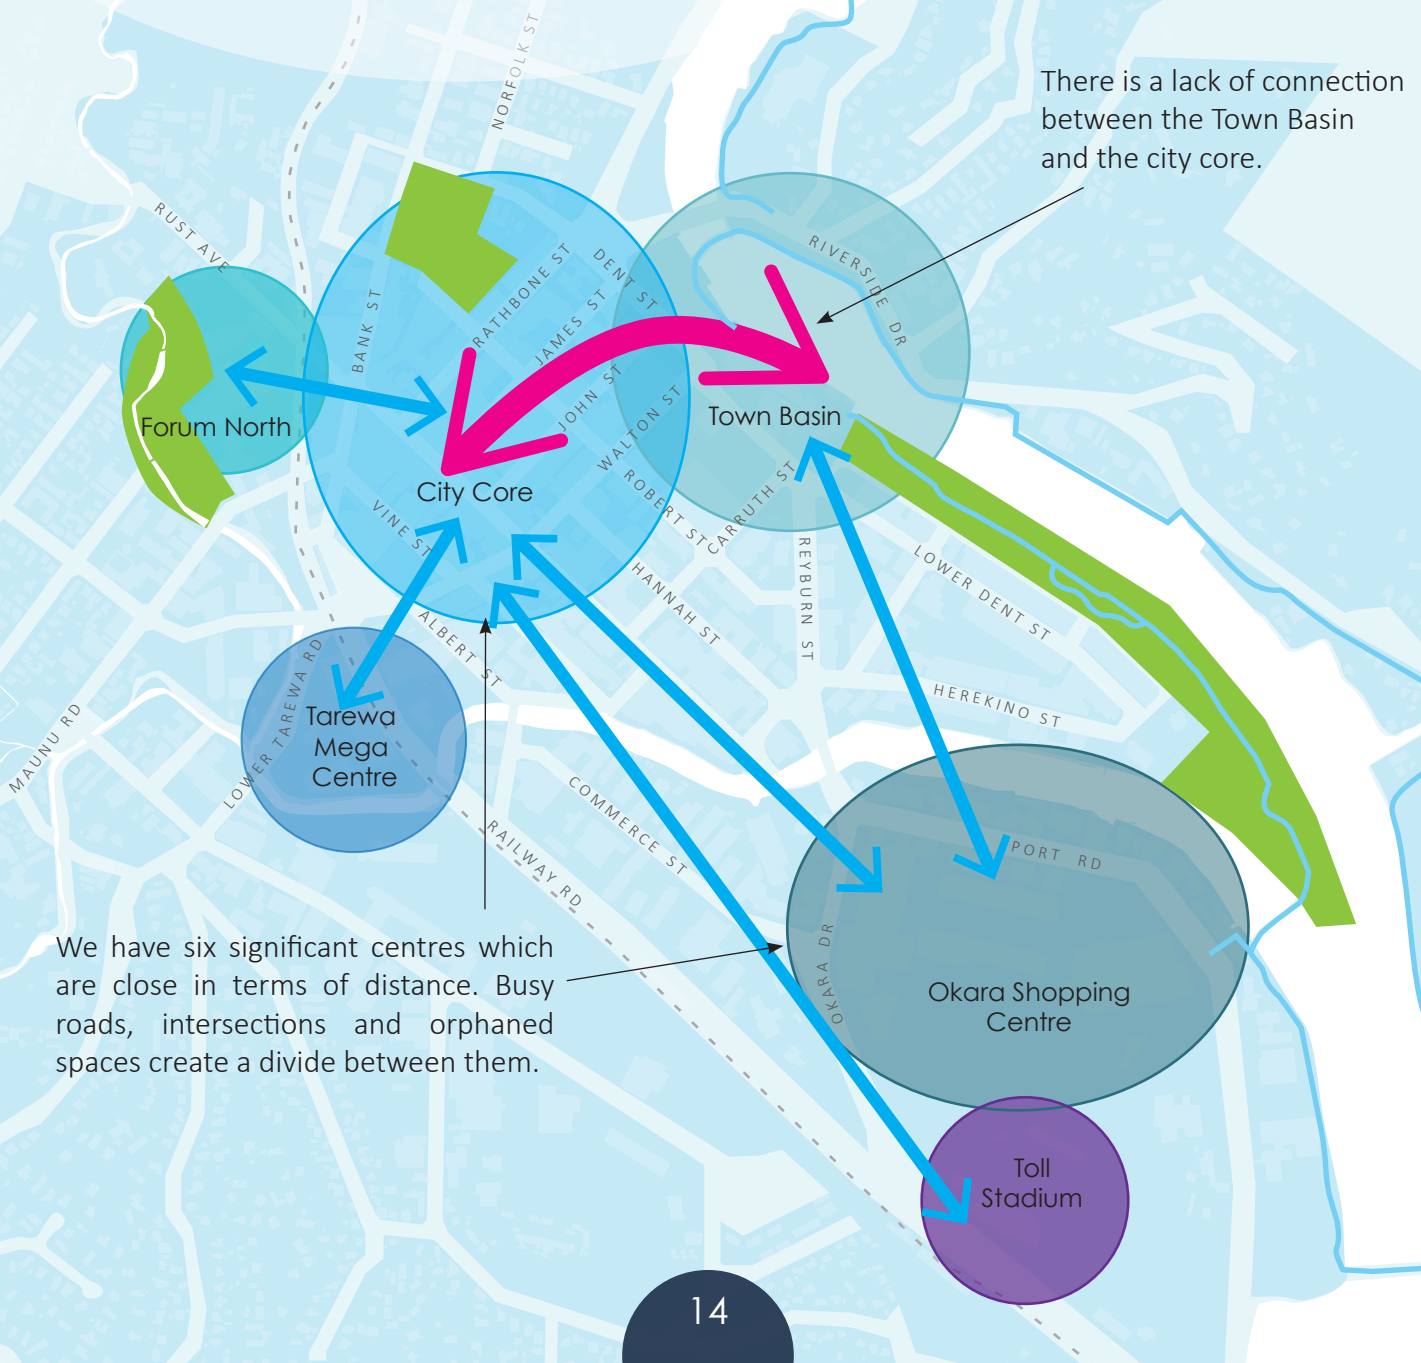 NORFOLK ST
There is a lack of connection
between the Town Basin
and the city core.
RUST AVE
RATHBONE ST
DENT ST
RIVERSIDE DR
BANK ST
JAMES ST
JOHN ST
WALTON ST
Forum North
Town Basin
City Core
VINE ST
ROBERT ST
CARRUTH ST
REYBURN ST
LOWER DENT ST
HANNAH ST
ALBERT ST
LOWER TAREWA RD
HEREKINO ST
MAUNU RD
Tarewa
Mega
Centre
COMMERCE ST
RAILWAY RD
PORT RD
OKARA DR
We have six significant centres which
are close in terms of distance. Busy
roads, intersections and orphaned
spaces create a divide between them.
Okara Shopping
Centre
Toll
Stadium
14